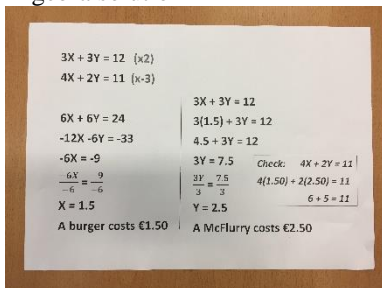 3X + 3Y = 12 (x2)
4X + 2Y = 11 (x-3)
6X + 6Y = 24
-12X -6Y = -33
-6X = -9
-6X/-6 = 9/-6
X = 1.5
A burger costs €1.50
3X + 3Y = 12
3(1.5) + 3Y = 12
4.5 + 3Y = 12
3Y = 7.5
3Y/3 = 7.5/3
Y = 2.5
A McFlurry costs €2.50
Check: 4X + 2Y = 11
4(1.50) + 2(2.50) = 11
6 + 5 = 11